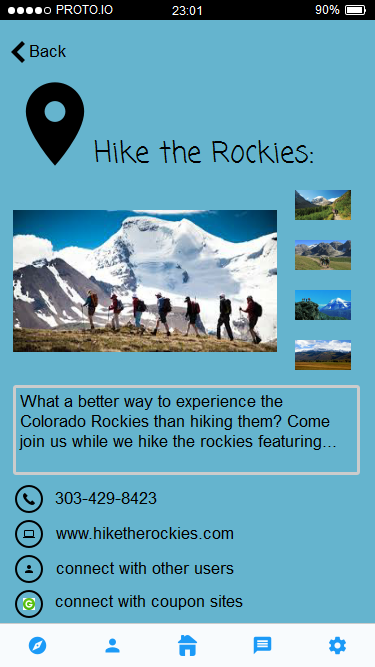 PROTO.IO 23:01 90%
Back
Hike the Rockies:
What a better way to experience the
Colorado Rockies than hiking them? Come
join us while we hike the rockies featuring...
303-429-8423
www.hiketherockies.com
connect with other users
G
connect with coupon sites